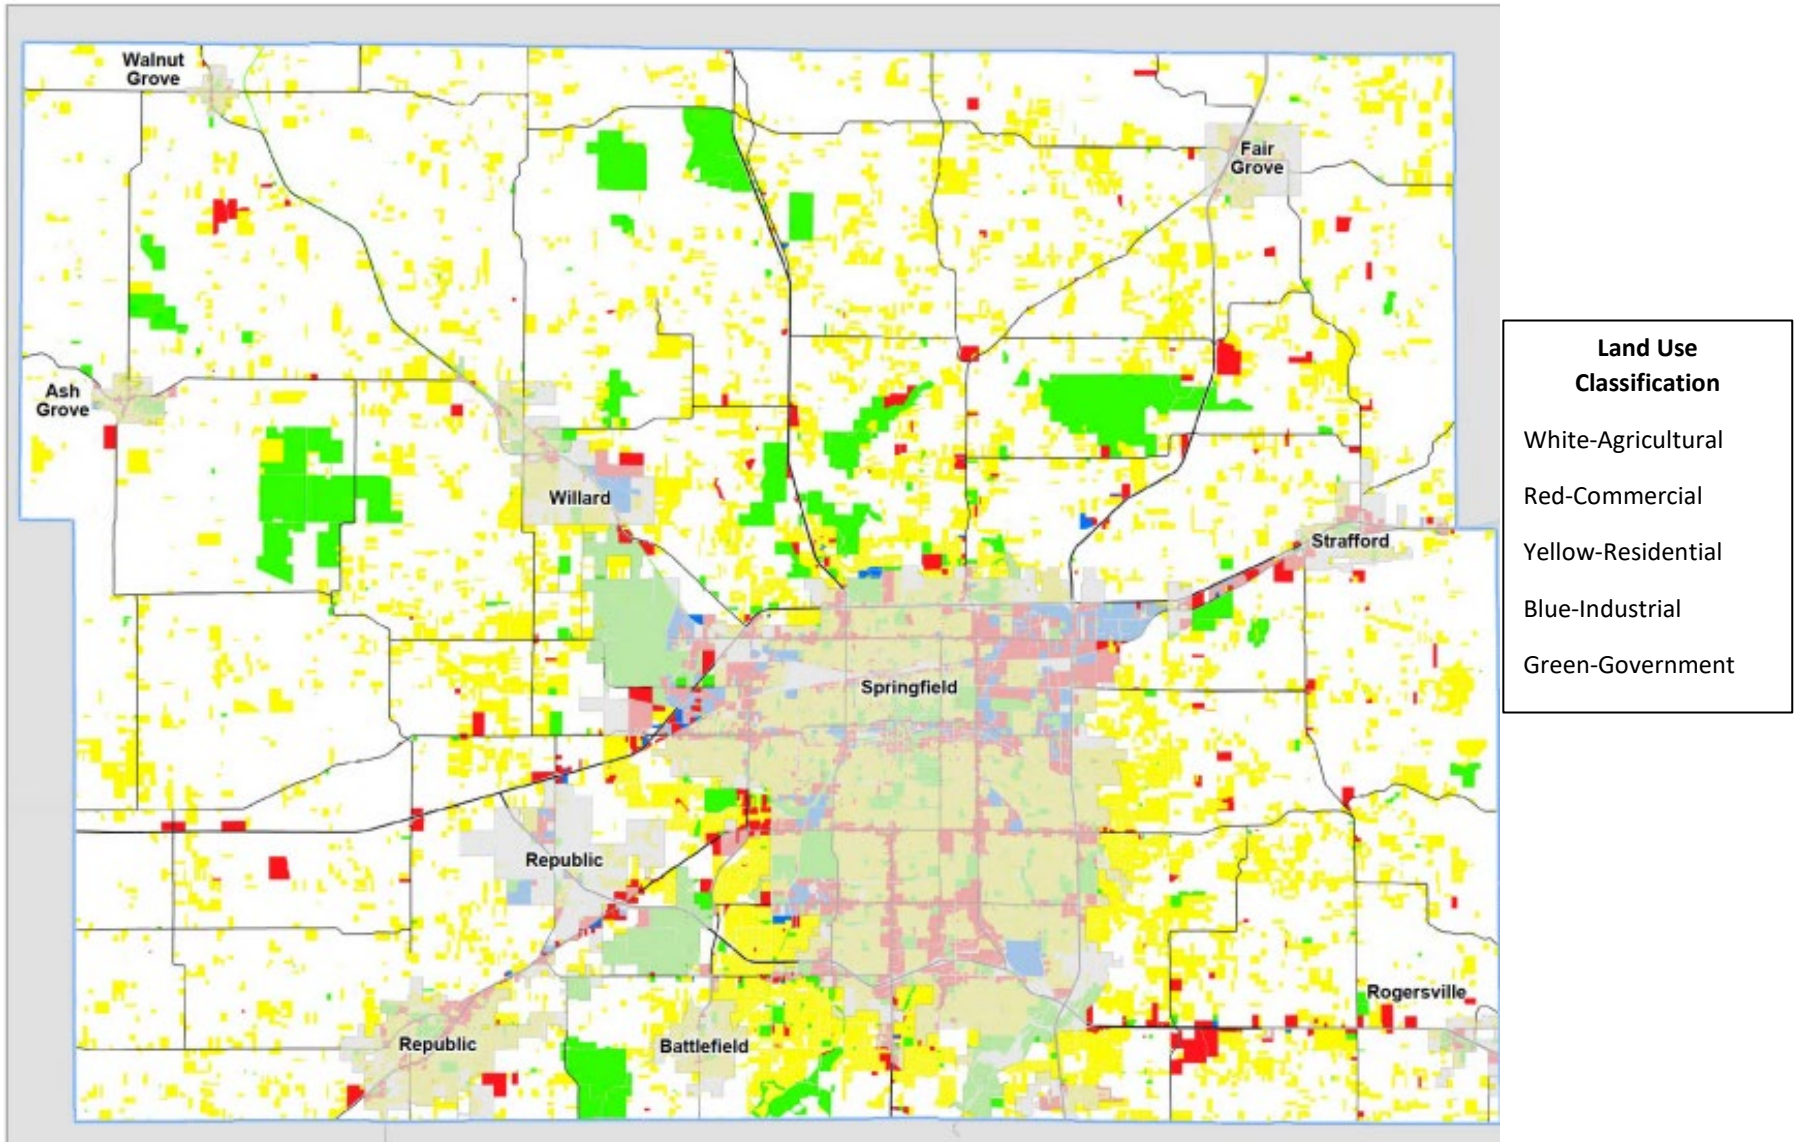 Walnut
Grove
Fair
Grove
Ash
Grove
Willard
Strafford
Springfield
Republic
Rogersville
Republic
Battlefield
Land Use
Classification
White-Agricultural
Red-Commercial
Yellow-Residential
Blue-Industrial
Green-Government